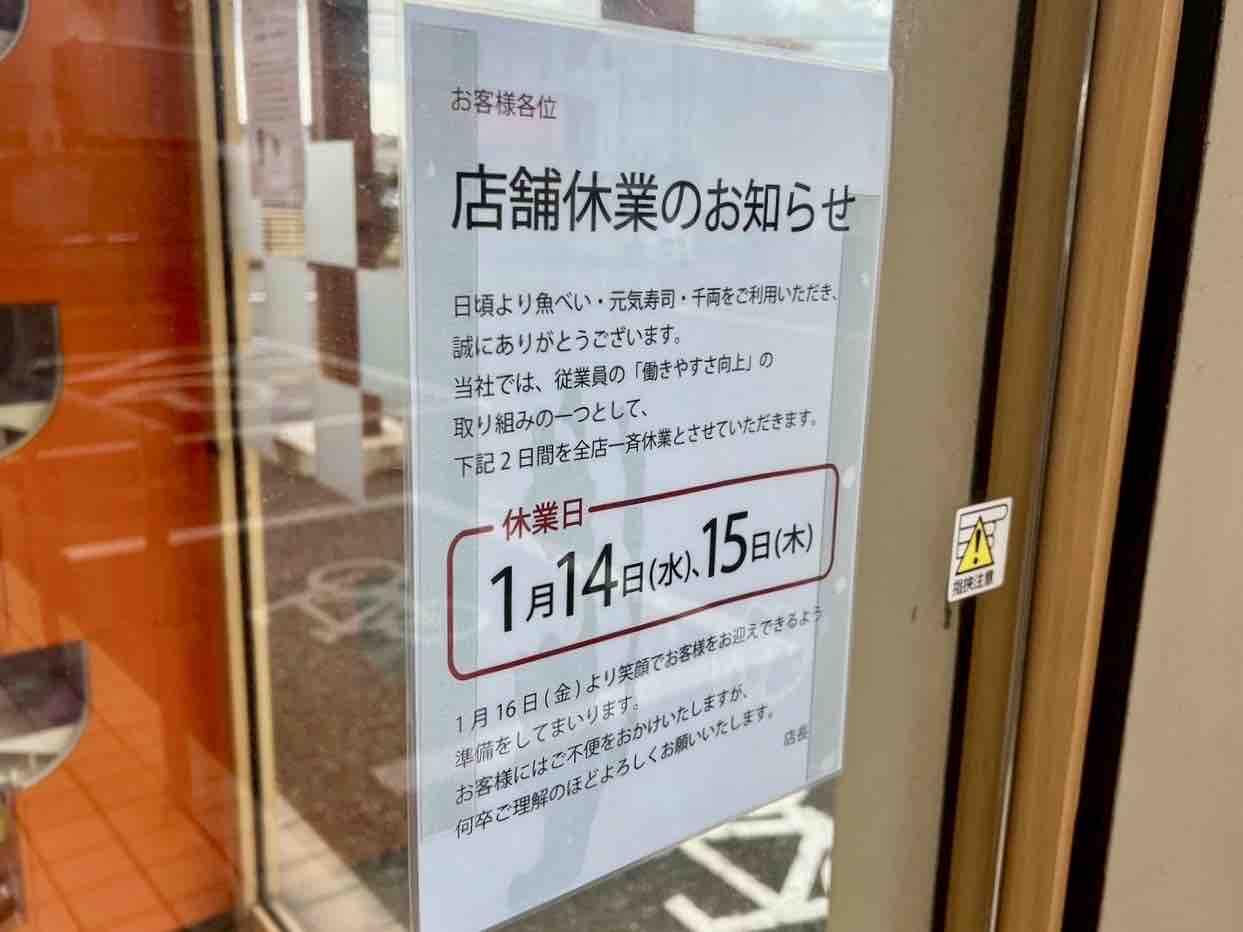 お客様各位
店舗休業のお知らせ
日頃より魚べい・元気寿司・千両をご利用いただき、
誠にありがとうございます。
当社では、従業員の「働きやすさ向上」の
取り組みの一つとして、
下記2日間を全店一斉休業とさせていただきます。
休業日
1月14日(水)、15日(木)
1月16日(金)より笑顔でお客様をお迎えできるよう
準備をしてまいります。
お客様にはご不便をおかけいたしますが、
何卒ご理解のほどよろしくお願いいたします。
店長
指挟注意